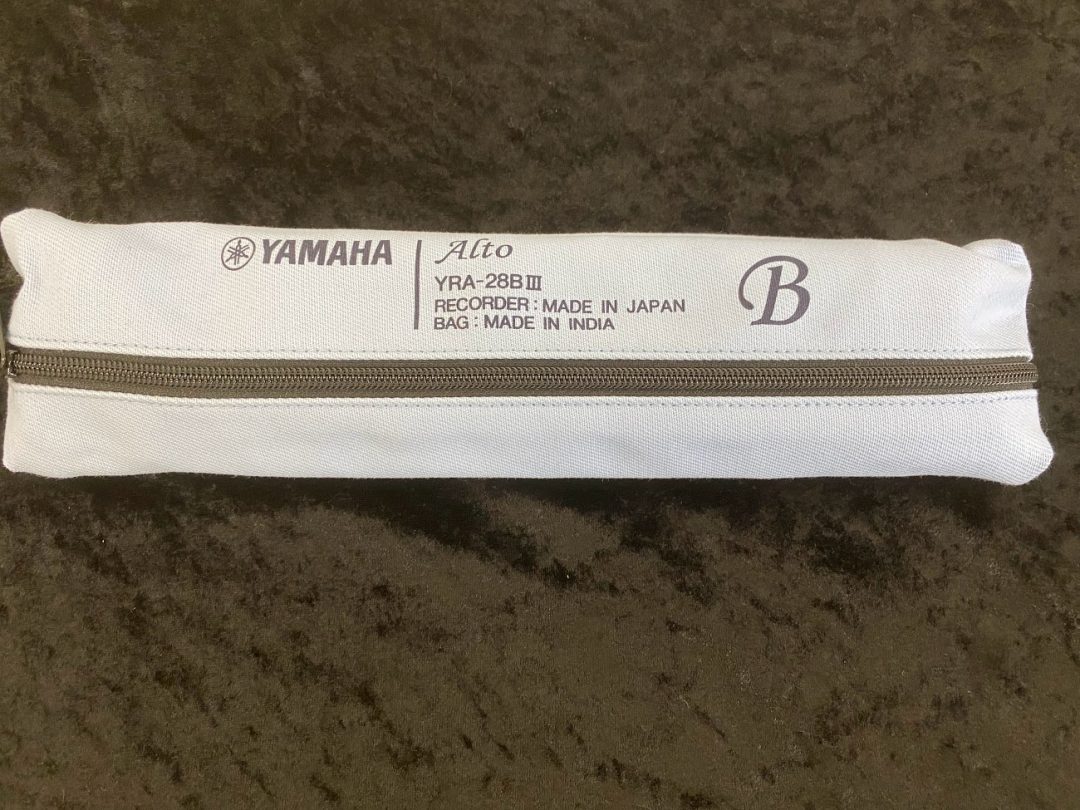 YAMAHA
Alto
YRA-28BⅢ
RECORDER : MADE IN JAPAN
BAG : MADE IN INDIA
B